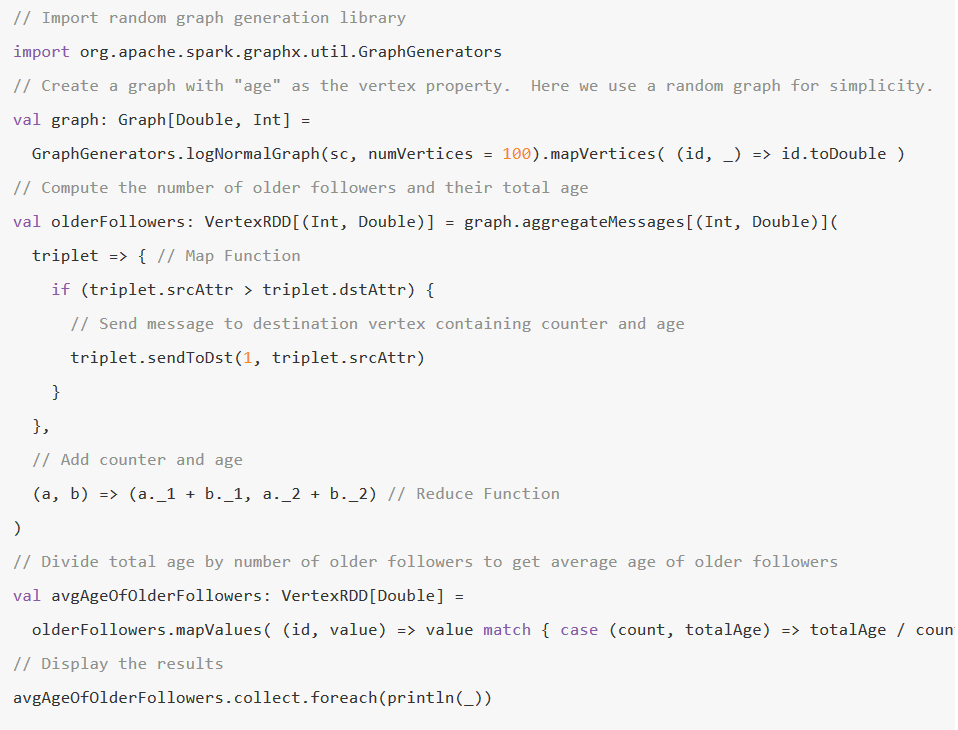 // Import random graph generation library
import org.apache.spark.graphx.util.GraphGenerators
// Create a graph with "age" as the vertex property.  Here we use a random graph for simplicity.
val graph: Graph[Double, Int] =
  GraphGenerators.logNormalGraph(sc, numVertices = 100).mapVertices( (id, _) => id.toDouble )
// Compute the number of older followers and their total age
val olderFollowers: VertexRDD[(Int, Double)] = graph.aggregateMessages[(Int, Double)](
  triplet => { // Map Function
    if (triplet.srcAttr > triplet.dstAttr) {
      // Send message to destination vertex containing counter and age
      triplet.sendToDst(1, triplet.srcAttr)
    }
  },
  // Add counter and age
  (a, b) => (a._1 + b._1, a._2 + b._2) // Reduce Function
)
// Divide total age by number of older followers to get average age of older followers
val avgAgeOfOlderFollowers: VertexRDD[Double] =
  olderFollowers.mapValues( (id, value) => value match { case (count, totalAge) => totalAge /
// Display the results
avgAgeOfOlderFollowers.collect.foreach(println(_))